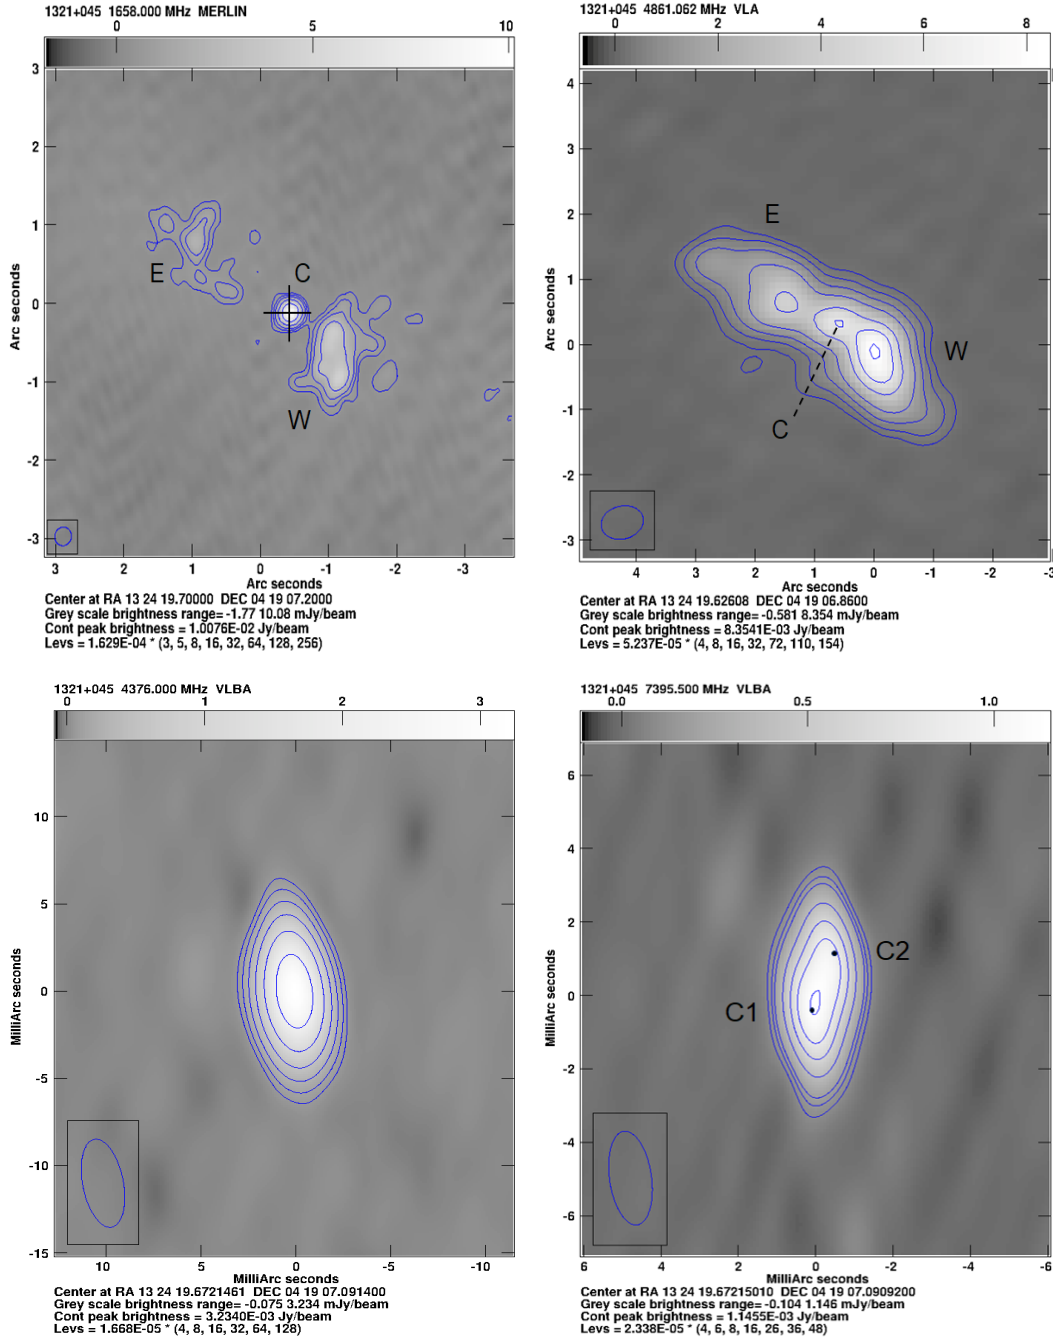 1321+045 1658.000 MHz MERLIN
0 5 10
3
2
1
0
-1
-2
-3
Arc seconds
E
C
W
3 2 1 0 -1 -2 -3
Arc seconds
Center at RA 13 24 19.70000 DEC 04 19 07.2000
Grey scale brightness range= -1.77 10.08 mJy/beam
Cont peak brightness = 1.0076E-02 Jy/beam
Levs = 1.629E-04 * (3, 5, 8, 16, 32, 64, 128, 256)
1321+045 4861.062 MHz VLA
0 2 4 6 8
4
3
2
1
0
-1
-2
-3
Arc seconds
E
W
C
4 3 2 1 0 -1 -2 -3
Arc seconds
Center at RA 13 24 19.62608 DEC 04 19 06.8600
Grey scale brightness range= -0.581 8.354 mJy/beam
Cont peak brightness = 8.3541E-03 Jy/beam
Levs = 5.237E-05 * (4, 8, 16, 32, 72, 110, 154)
1321+045 4376.000 MHz VLBA
0 1 2 3
10
5
0
-5
-10
-15
MilliArc seconds
10 5 0 -5 -10
MilliArc seconds
Center at RA 13 24 19.6721461 DEC 04 19 07.091400
Grey scale brightness range= -0.075 3.234 mJy/beam
Cont peak brightness = 3.2340E-03 Jy/beam
Levs = 1.668E-05 * (4, 8, 16, 32, 64, 128)
1321+045 7395.500 MHz VLBA
0.0 0.5 1.0
6
4
2
0
-2
-4
-6
MilliArc seconds
C2
C1
6 4 2 0 -2 -4 -6
MilliArc seconds
Center at RA 13 24 19.67215010 DEC 04 19 07.0909200
Grey scale brightness range= -0.104 1.146 mJy/beam
Cont peak brightness = 1.1455E-03 Jy/beam
Levs = 2.338E-05 * (4, 6, 8, 16, 26, 36, 48)